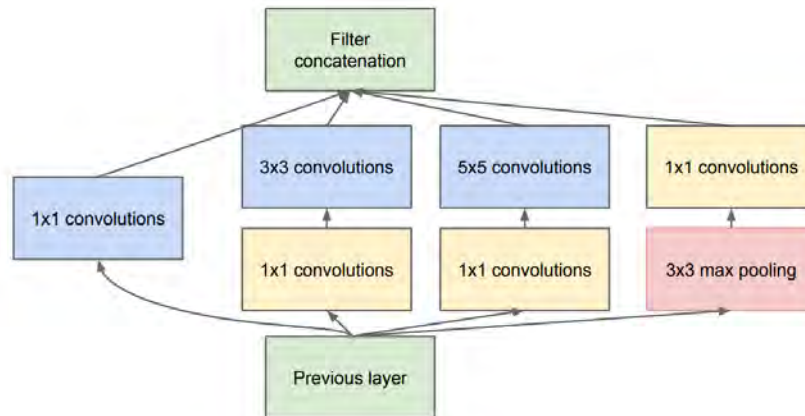 Filter
concatenation
3x3 convolutions
5x5 convolutions
1x1 convolutions
1x1 convolutions
1x1 convolutions
1x1 convolutions
3x3 max pooling
Previous layer